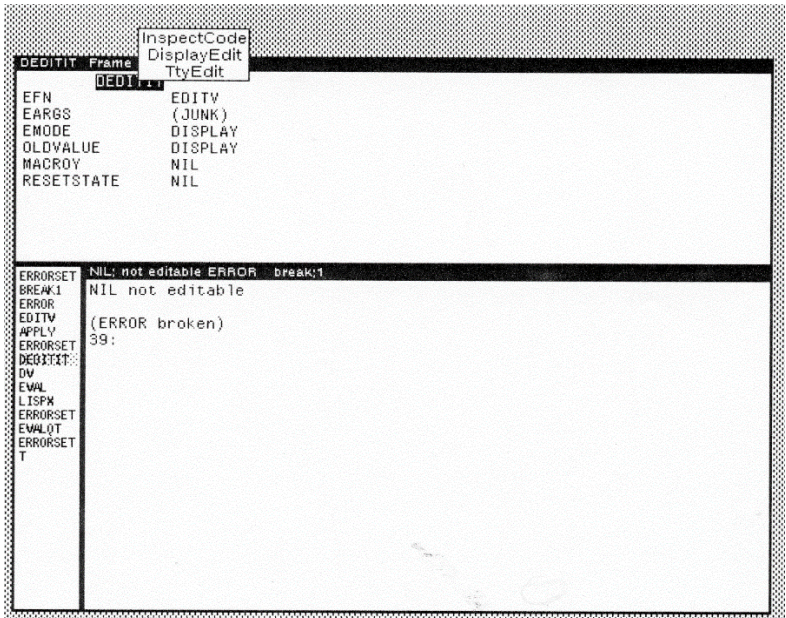 InspectCode
DisplayEdit
TtyEdit
DEDITIT Frame
DEDITIT
EFN EDITV
EARGS (JUNK)
EMODE DISPLAY
OLDVALUE DISPLAY
MACROY NIL
RESETSTATE NIL
ERRORSET
BREAK1
ERROR
EDITV
APPLY
ERRORSET
DEDITIT
DV
EVAL
LISPX
ERRORSET
EVALQT
ERRORSET
T
NIL; not editable ERROR break;1
NIL not editable
(ERROR broken)
39: